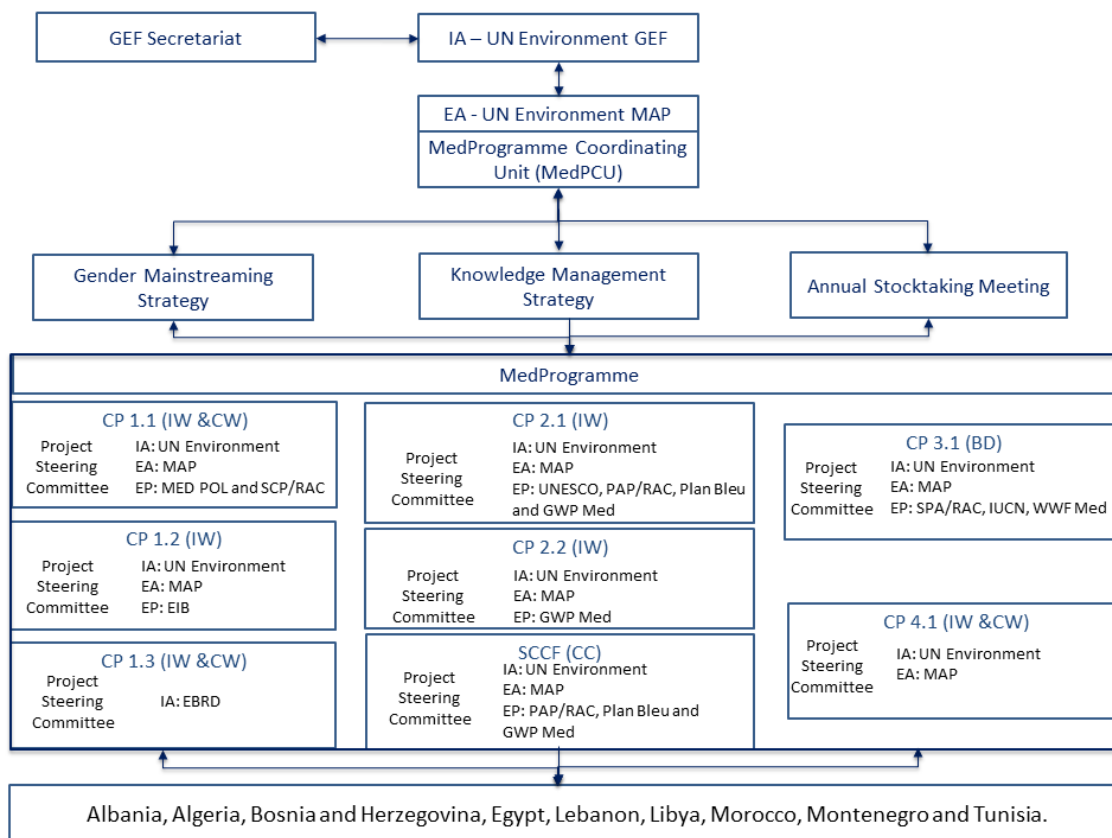 GEF Secretariat
IA – UN Environment GEF
EA - UN Environment MAP
MedProgramme Coordinating
Unit (MedPCU)
Gender Mainstreaming
Strategy
Knowledge Management
Strategy
Annual Stocktaking Meeting
MedProgramme
CP 1.1 (IW &CW)
Project
Steering
Committee
IA: UN Environment
EA: MAP
EP: MED POL and SCP/RAC
CP 1.2 (IW)
Project
Steering
Committee
IA: UN Environment
EA: MAP
EP: EIB
CP 1.3 (IW &CW)
Project
Steering
Committee
IA: EBRD
CP 2.1 (IW)
Project
Steering
Committee
IA: UN Environment
EA: MAP
EP: UNESCO, PAP/RAC, Plan Bleu
and GWP Med
CP 2.2 (IW)
Project
Steering
Committee
IA: UN Environment
EA: MAP
EP: GWP Med
SCCF (CC)
Project
Steering
Committee
IA: UN Environment
EA: MAP
EP: PAP/RAC, Plan Bleu and
GWP Med
CP 3.1 (BD)
Project
Steering
Committee
IA: UN Environment
EA: MAP
EP: SPA/RAC, IUCN, WWF Med
CP 4.1 (IW &CW)
Project
Steering
Committee
IA: UN Environment
EA: MAP
Albania, Algeria, Bosnia and Herzegovina, Egypt, Lebanon, Libya, Morocco, Montenegro and Tunisia.